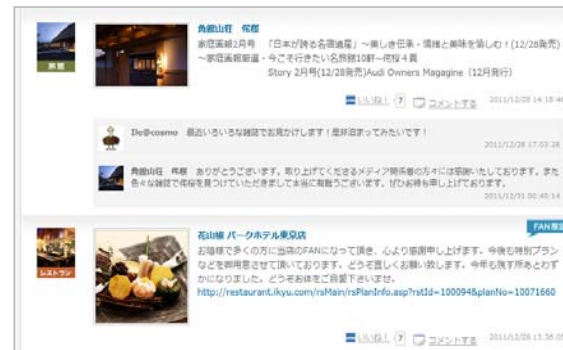 角館山荘 侘桜
家庭画報2月号 「日本が誇る名宿遺産」～美しき伝承・情緒と美味を愉しむ!(12/28発売)
～家庭画報厳選・今こそ行きたい名旅館10軒～侘桜4頁
Story 2月号(12/28発売)Audi Owners Magagine（12月発行）
旅館
いいね! 7 コメントする 2011/12/28 14:18:46
De@cosmo 最近いろいろな雑誌でお見かけします！是非泊まってみたいです！
2011/12/28 17:03:28
角館山荘 侘桜 ありがとうございます。取り上げてくださるメディア関係者の方々には感謝いたしております。また
色々な雑誌で侘桜を見つけていただきまして本当に有難うございます。ぜひお待ち申し上げております。
2011/12/31 00:40:14
FAN限定
花山椒 パークホテル東京店
お陰様で多くの方に当店のFANになって頂き、心より感謝申し上げます。今後も特別プラン
などを御用意させて頂いております。どうぞ宜しくお願い致します。今年も残す所あとわず
かになりました。どうぞお体をご自愛下さいませ。
http://restaurant.ikyu.com/rsMain/rsPlanInfo.asp?rstId=100094&planNo=10071660
レストラン
いいね! 7 コメントする 2011/12/28 13:36:05